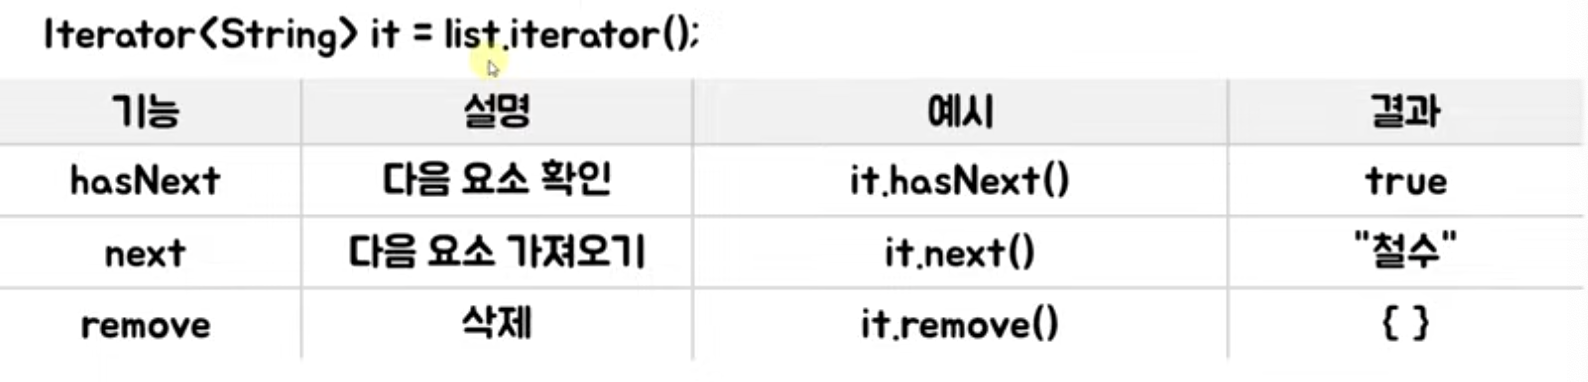 Iterator<String> it = list.iterator();
기능 설명 예시 결과
hasNext 다음 요소 확인 it.hasNext() true
next 다음 요소 가져오기 it.next() "철수"
remove 삭제 it.remove() { }